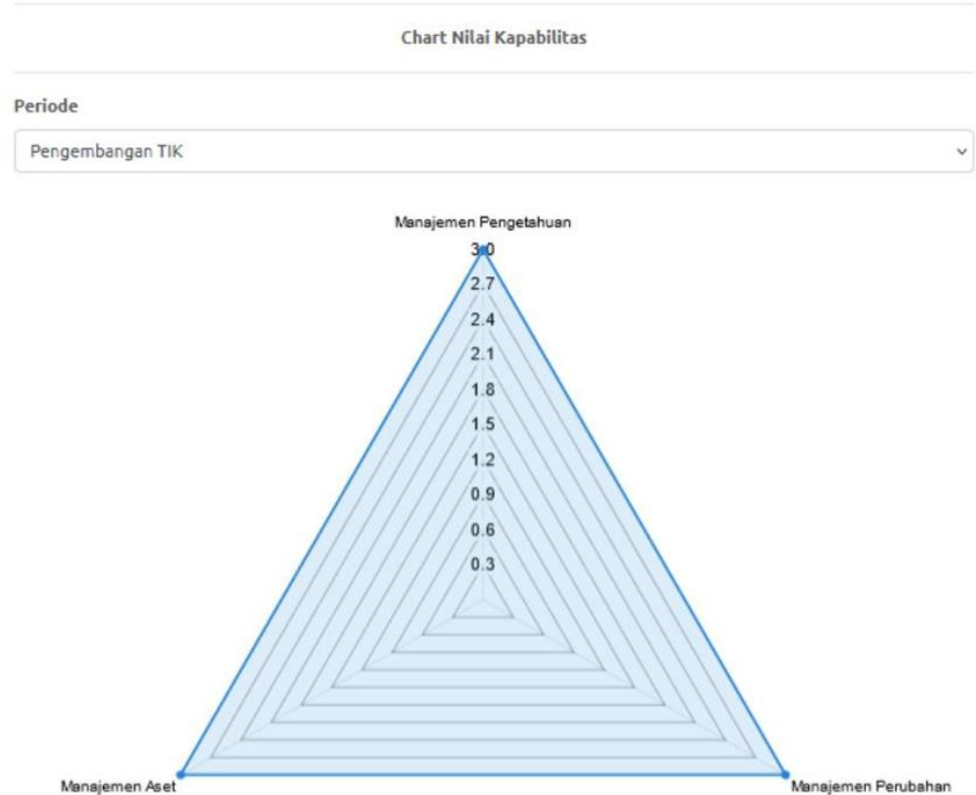 Chart Nilai Kapabilitas
Periode
Pengembangan TIK
Manajemen Pengetahuan
3.0
2.7
2.4
2.1
1.8
1.5
1.2
0.9
0.6
0.3
Manajemen Aset
Manajemen Perubahan